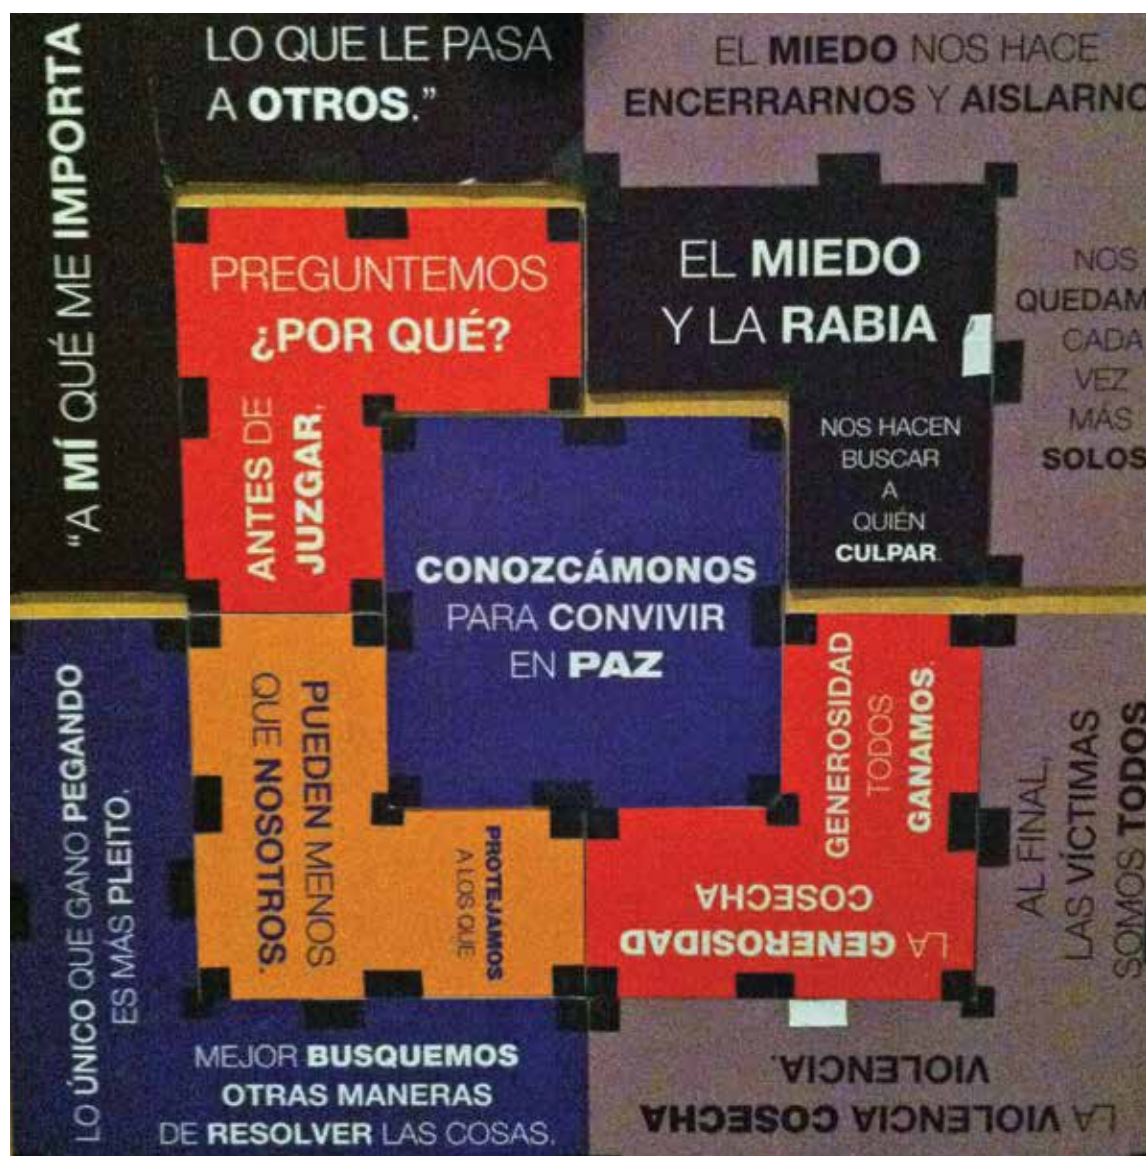 "A MÍ QUÉ ME IMPORTA
LO QUE LE PASA
A OTROS."
EL MIEDO NOS HACE
ENCERRARNOS Y AISLARNO
NOS
QUEDAM
CADA
VEZ
MÁS
SOLOS
PREGUNTEMOS
¿POR QUÉ?
ANTES DE
JUZGAR.
EL MIEDO
Y LA RABIA
NOS HACEN
BUSCAR
A
QUIÉN
CULPAR.
CONOZCÁMONOS
PARA CONVIVIR
EN PAZ
PROTEJAMOS
A LOS QUE
PUEDEN MENOS
QUE NOSOTROS.
LA GENEROSIDAD
COSECHA
GENEROSIDAD
TODOS
GANAMOS.
LO ÚNICO QUE GANO PEGANDO
ES MÁS PLEITO.
MEJOR BUSQUEMOS
OTRAS MANERAS
DE RESOLVER LAS COSAS.
LA VIOLENCIA COSECHA
VIOLENCIA.
AL FINAL,
LAS VÍCTIMAS
SOMOS TODOS